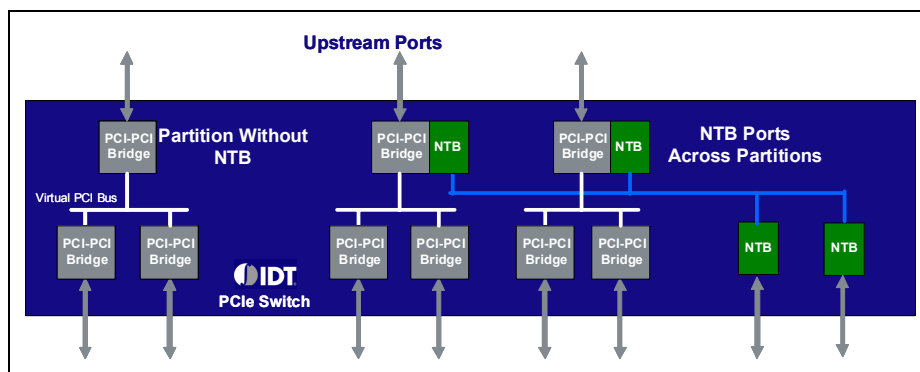 Upstream Ports
PCI-PCI
Bridge
Partition Without
NTB
PCI-PCI
Bridge
NTB
PCI-PCI
Bridge
NTB
NTB Ports
Across Partitions
Virtual PCI Bus
PCI-PCI
Bridge
PCI-PCI
Bridge
PCI-PCI
Bridge
PCI-PCI
Bridge
PCI-PCI
Bridge
PCI-PCI
Bridge
NTB
NTB
IDT
PCIe Switch